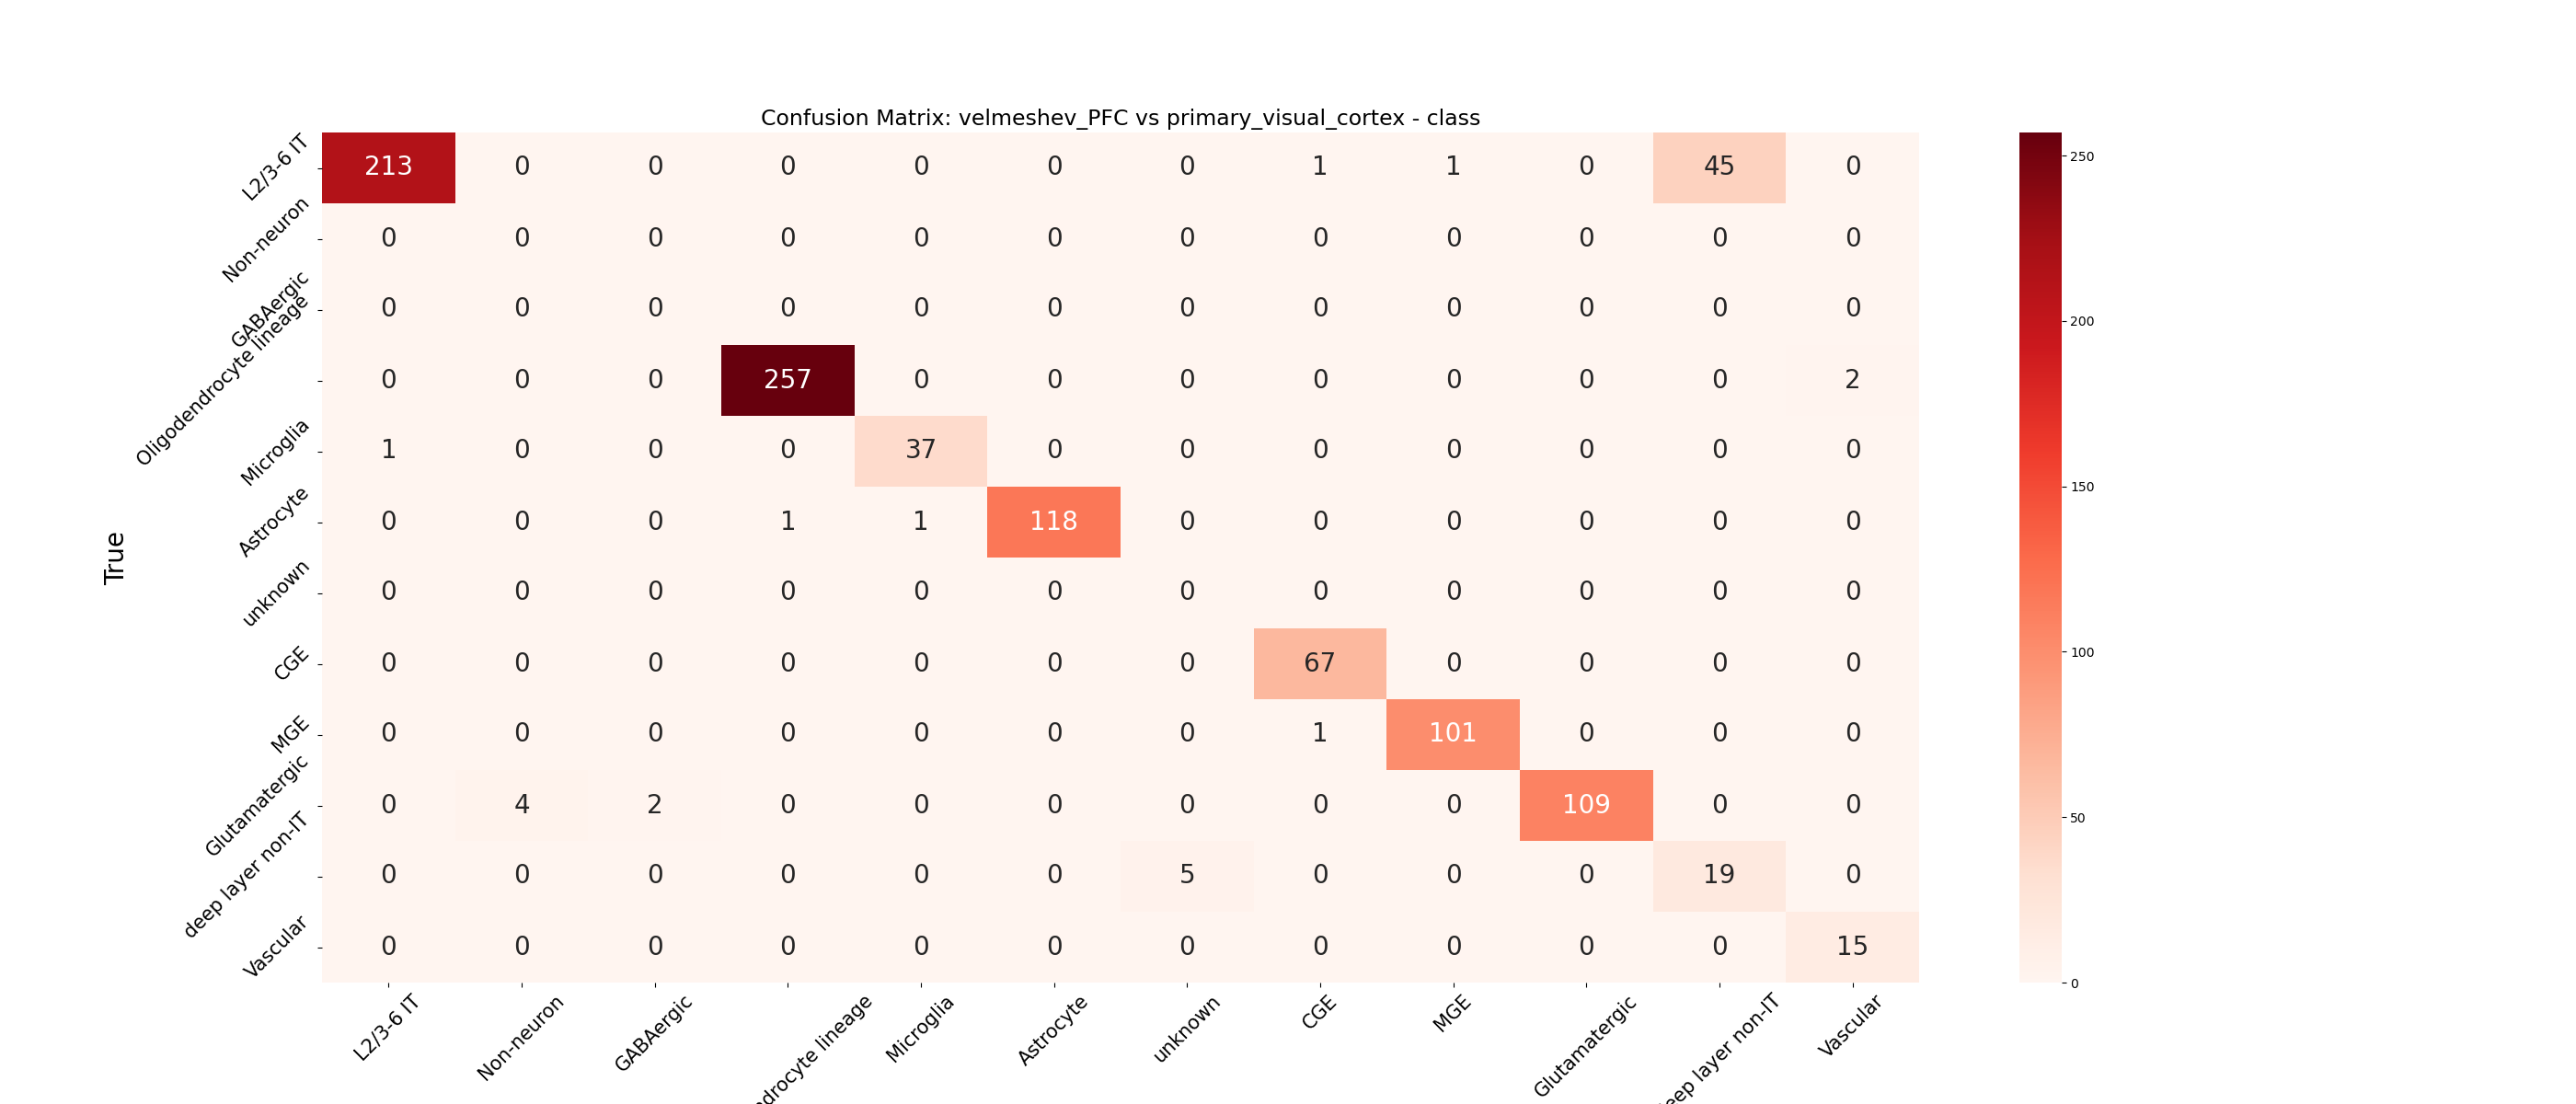 Confusion Matrix: velmeshev_PFC vs primary_visual_cortex - class
True
L2/3-6 IT 213 0 0 0 0 0 0 1 1 0 45 0
Non-neuron 0 0 0 0 0 0 0 0 0 0 0 0
GABAergic 0 0 0 0 0 0 0 0 0 0 0 0
Oligodendrocyte lineage 0 0 0 257 0 0 0 0 0 0 0 2
Microglia 1 0 0 0 37 0 0 0 0 0 0 0
Astrocyte 0 0 0 1 1 118 0 0 0 0 0 0
unknown 0 0 0 0 0 0 0 0 0 0 0 0
CGE 0 0 0 0 0 0 0 67 0 0 0 0
MGE 0 0 0 0 0 0 0 1 101 0 0 0
Glutamatergic 0 4 2 0 0 0 0 0 0 109 0 0
deep layer non-IT 0 0 0 0 0 0 5 0 0 0 19 0
Vascular 0 0 0 0 0 0 0 0 0 0 0 15
L2/3-6 IT Non-neuron GABAergic ndrocyte lineage Microglia Astrocyte unknown CGE MGE Glutamatergic eep layer non-IT Vascular
250
200
150
100
50
0